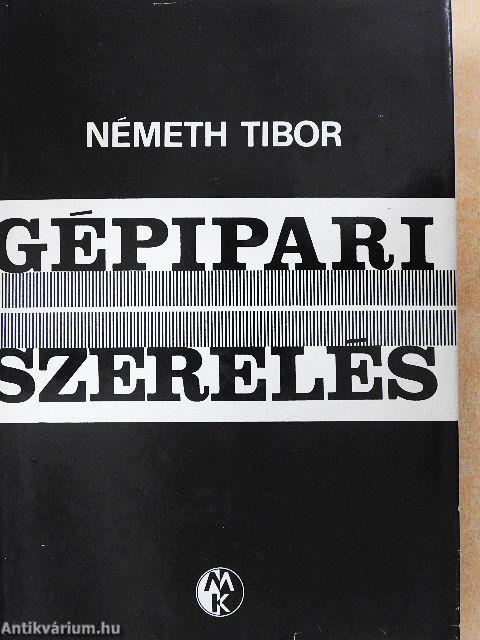 NÉMETH TIBOR
GÉPIPARI
SZERELÉS
MK
Antikvárium.hu